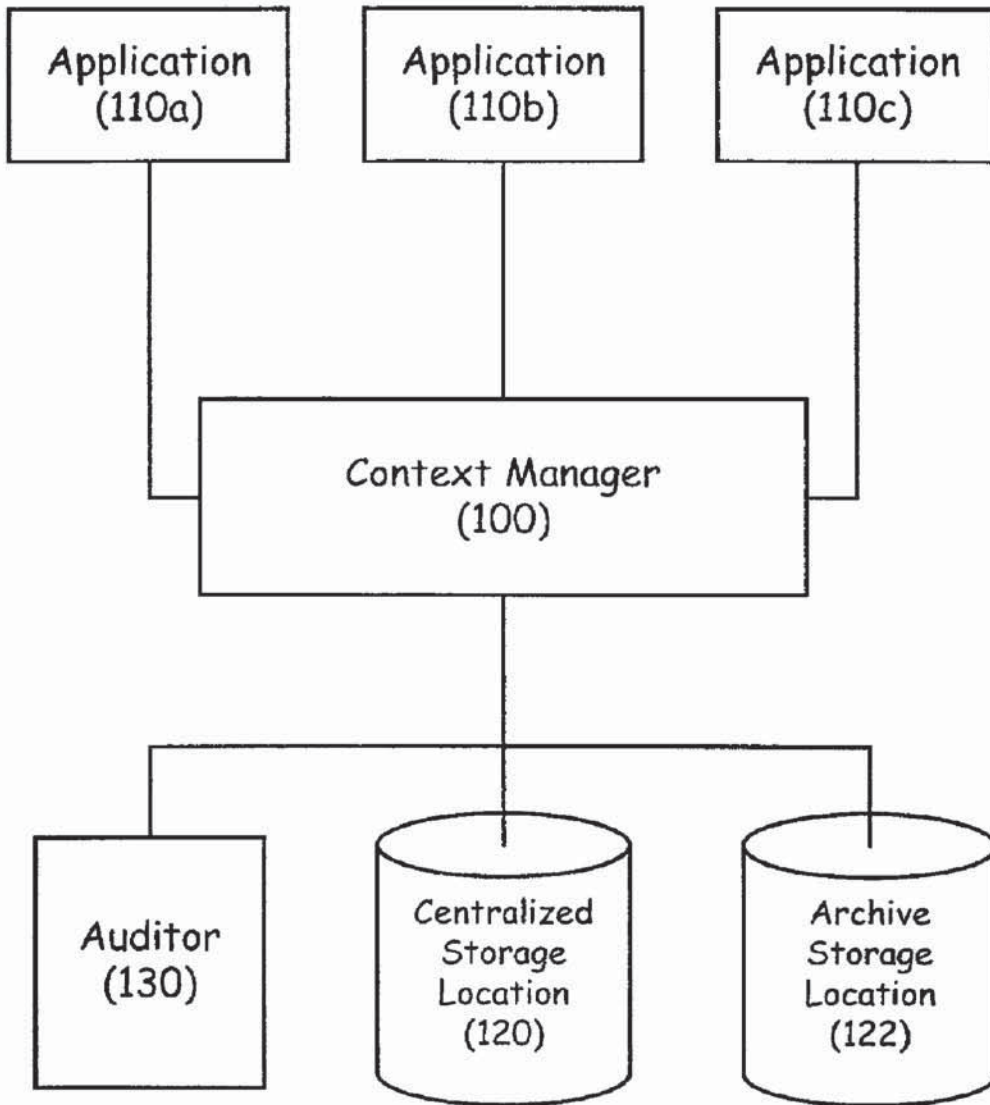 Application
(110a)
Application
(110b)
Application
(110c)
Context Manager
(100)
Auditor
(130)
Centralized
Storage
Location
(120)
Archive
Storage
Location
(122)